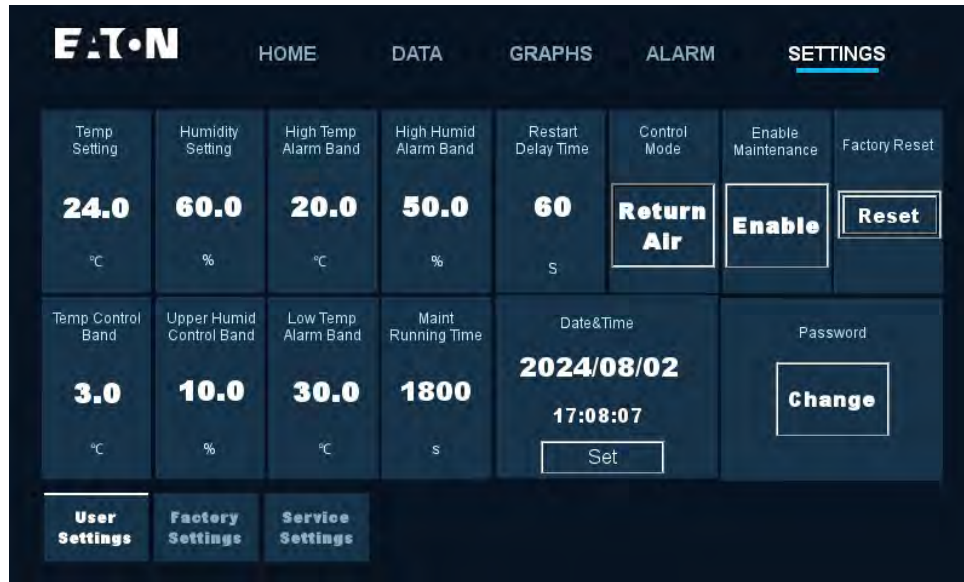 EATON
HOME
DATA
GRAPHS
ALARM
SETTINGS
Temp
Setting
24.0
℃
Humidity
Setting
60.0
%
High Temp
Alarm Band
20.0
℃
High Humid
Alarm Band
50.0
%
Restart
Delay Time
60
S
Control
Mode
Return
Air
Enable
Maintenance
Enable
Factory Reset
Reset
Temp Control
Band
3.0
℃
Upper Humid
Control Band
10.0
%
Low Temp
Alarm Band
30.0
℃
Maint
Running Time
1800
s
Date&Time
2024/08/02
17:08:07
Set
Password
Change
User
Settings
Factory
Settings
Service
Settings